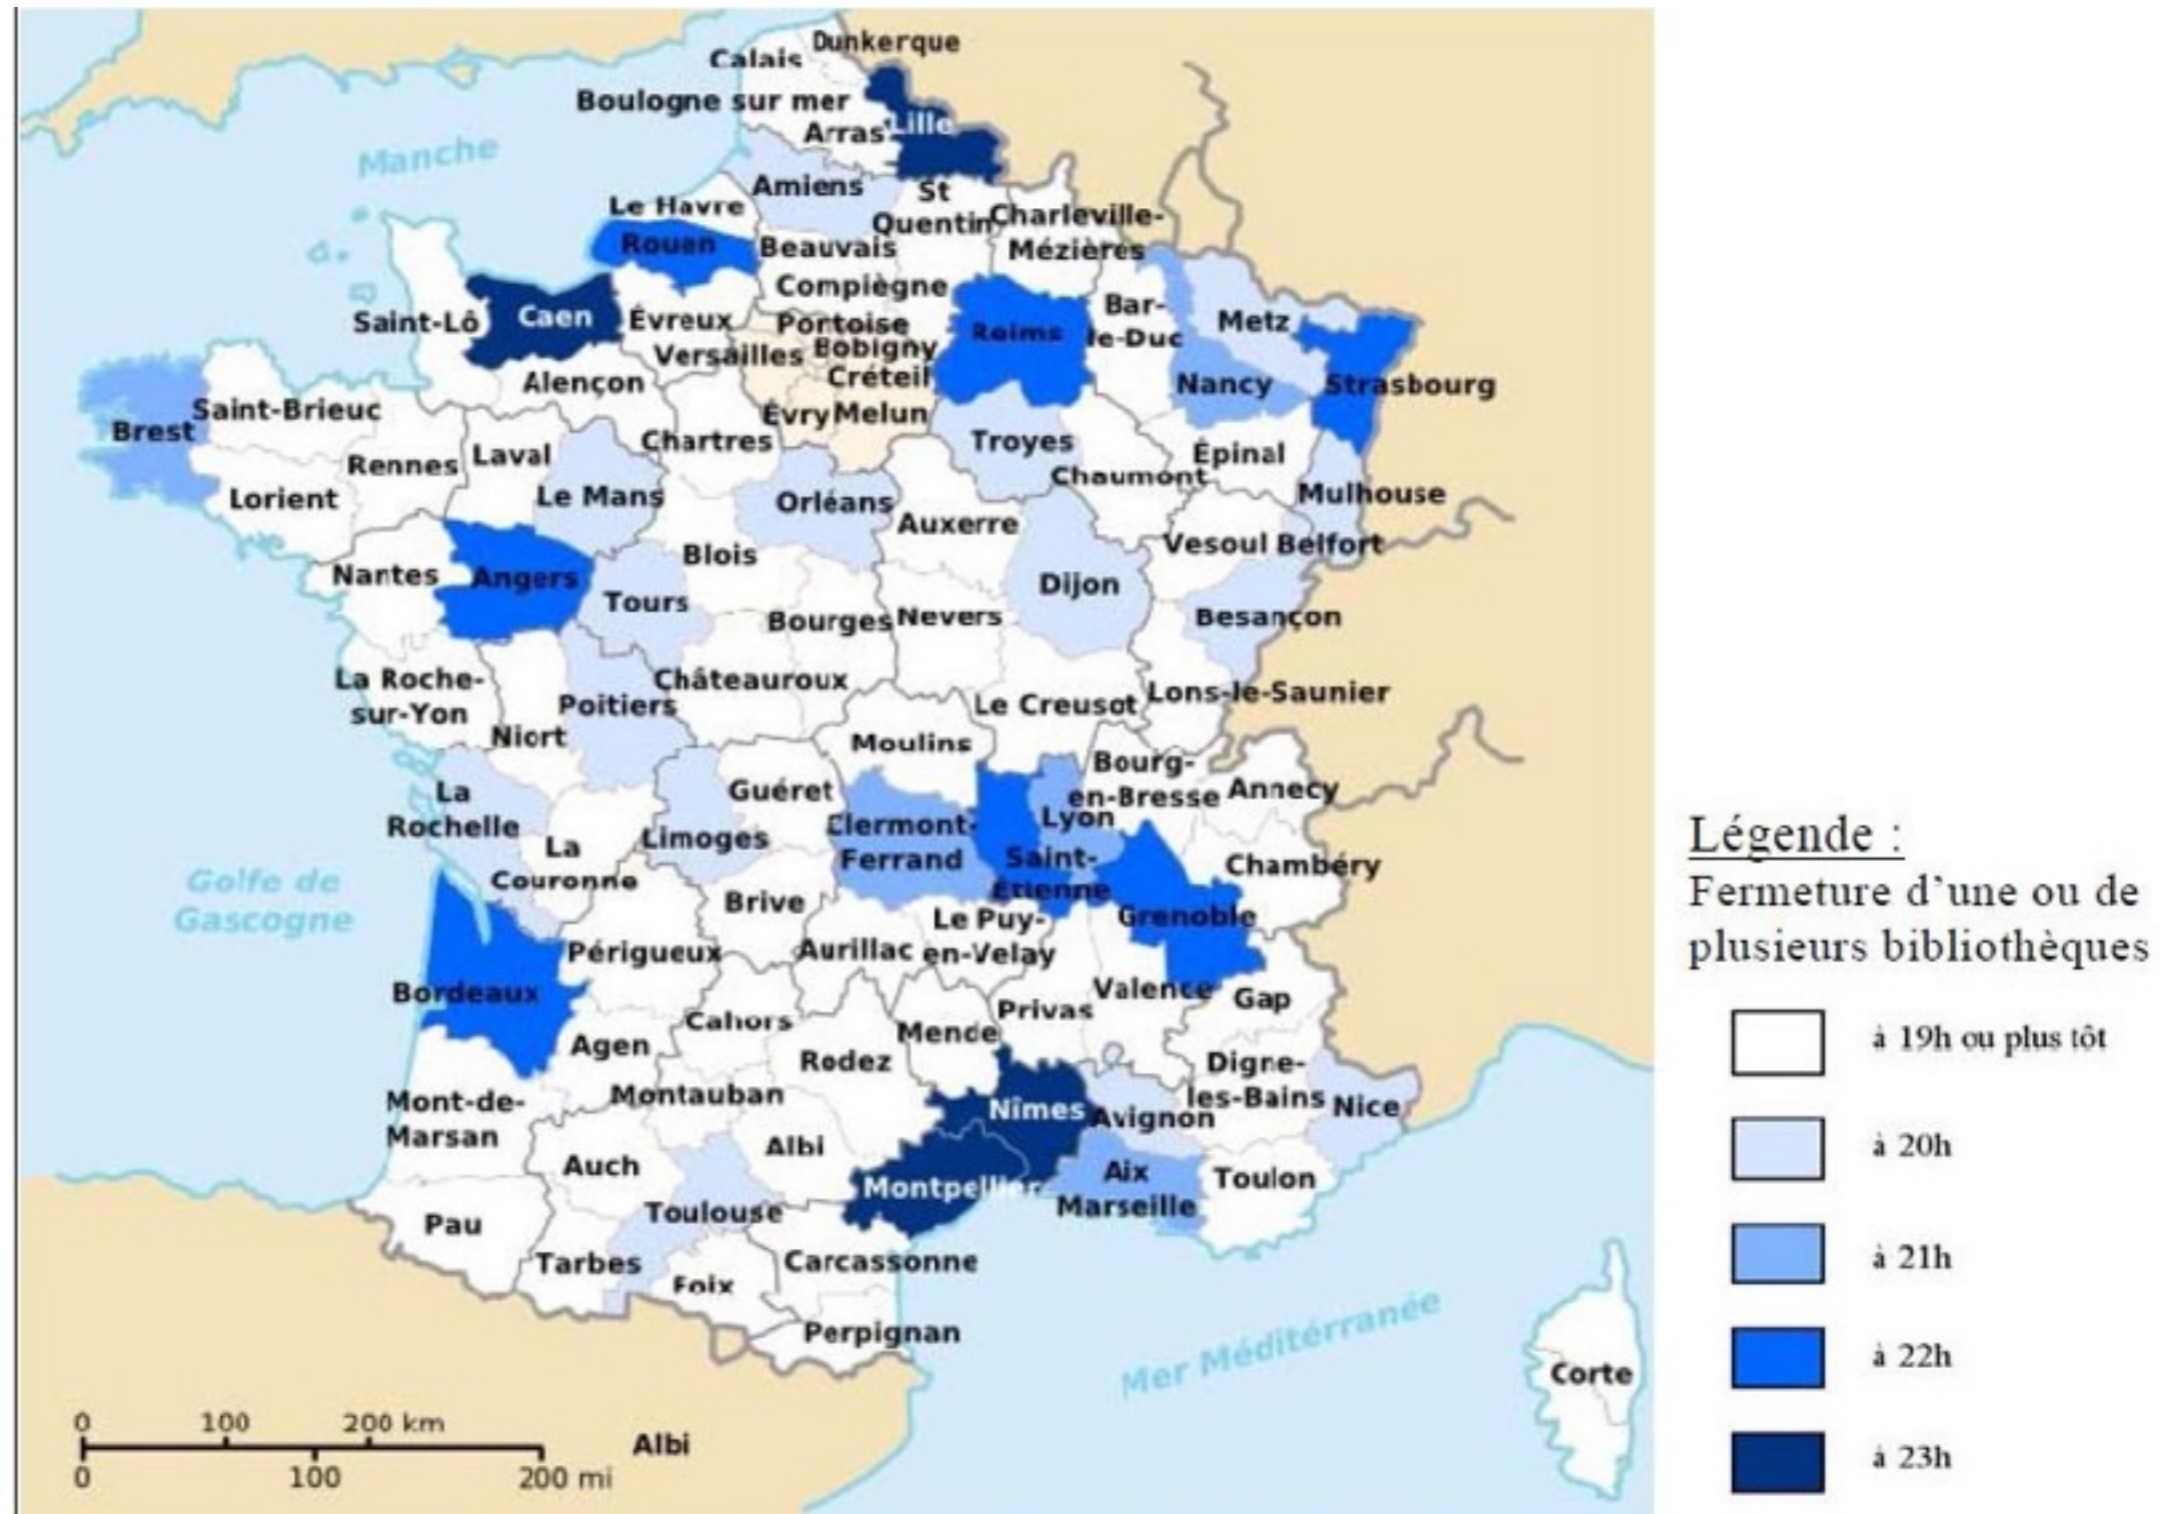 Dunkerque
Calais
Boulogne sur mer
Lille
Arras
Manche
Amiens
St
Quentin
Le Havre
Charleville-
Mézières
Rouen
Beauvais
Compiègne
Saint-Lô
Caen
Évreux
Portoise
Bobigny
Versailles
Créteil
Reims
Bar-
le-Duc
Metz
Alençon
Évry
Melun
Nancy
Strasbourg
Brest
Saint-Brieuc
Rennes
Laval
Chartres
Troyes
Chaumont
Épinal
Lorient
Le Mans
Orléans
Auxerre
Mulhouse
Vesoul
Belfort
Nantes
Angers
Blois
Tours
Dijon
Bourges
Nevers
Besançon
La Roche-
sur-Yon
Niort
Poitiers
Châteauroux
Le Creusot
Lons-le-Saunier
Moulins
Bourg-
en-Bresse
Annecy
La
Rochelle
Guéret
Limoges
Clermont-
Ferrand
Lyon
Saint-
Étienne
Chambéry
La
Couronne
Golfe de
Gascogne
Brive
Le Puy-
en-Velay
Grenoble
Périgueux
Aurillac
Bordeaux
Valence
Gap
Privas
Cahors
Mende
Agen
Rodez
Digne-
les-Bains
Mont-de-
Marsan
Montauban
Nîmes
Avignon
Nice
Auch
Albi
Montpellier
Aix
Marseille
Toulon
Pau
Toulouse
Tarbes
Foix
Carcassonne
Perpignan
Mer Méditérranée
Corte
0 100 200 km
0 100 200 mi
Albi
Légende :
Fermeture d’une ou de
plusieurs bibliothèques
à 19h ou plus tôt
à 20h
à 21h
à 22h
à 23h